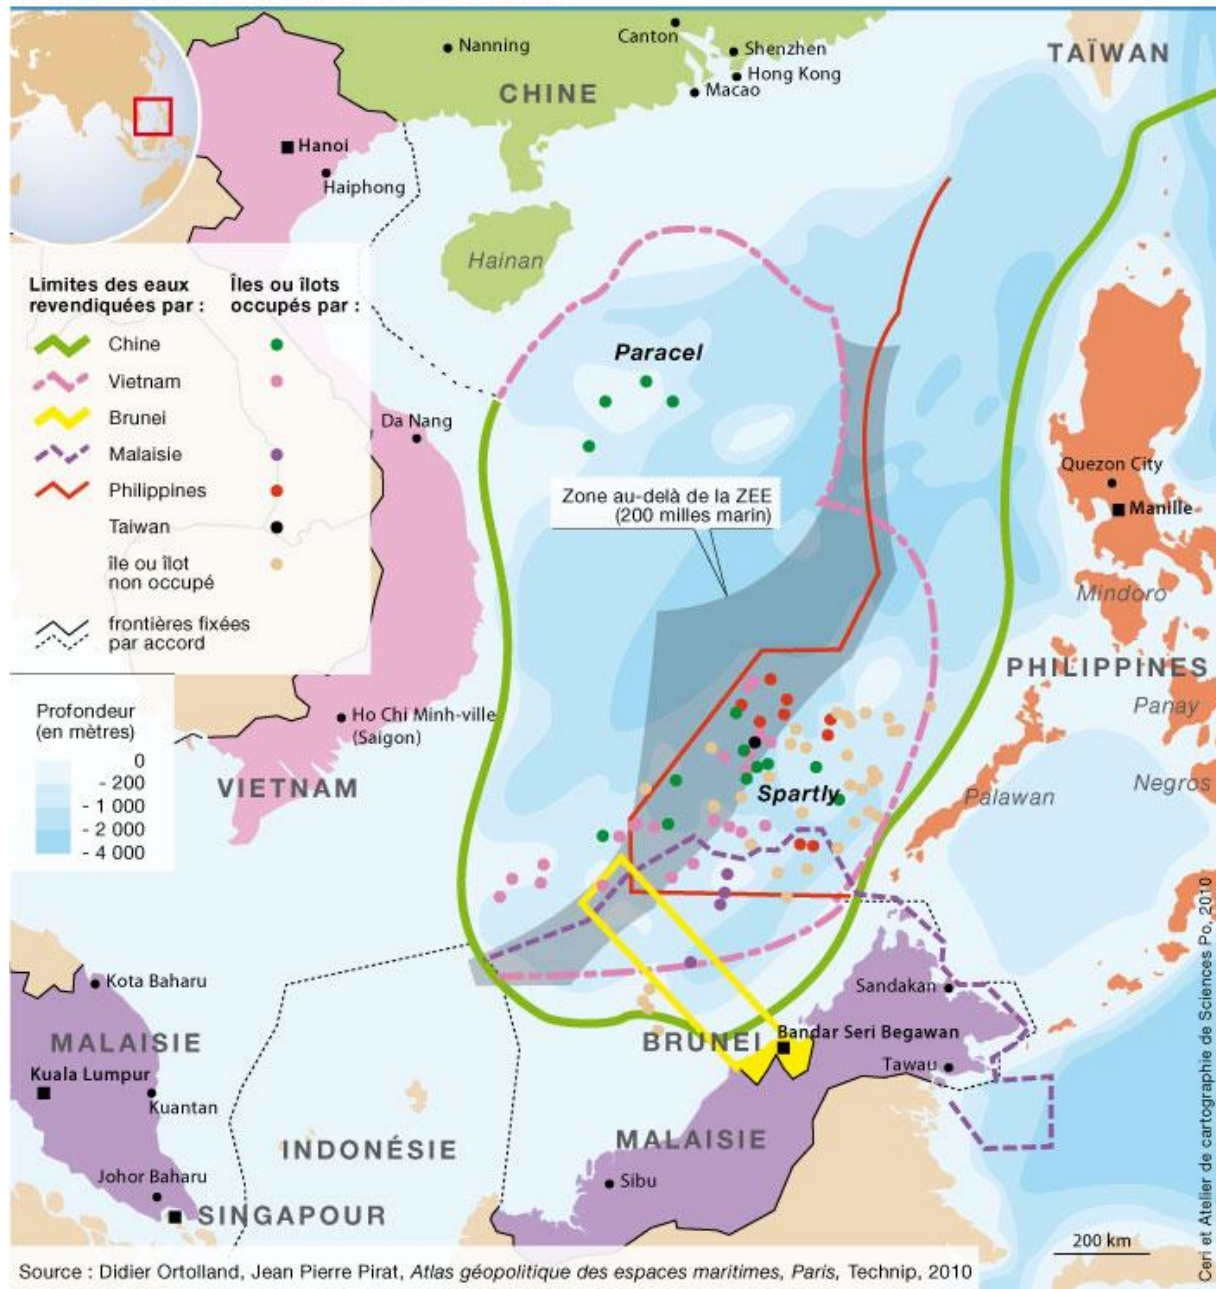 Nanning
Canton
Shenzhen
Hong Kong
Macao
CHINE
TAÏWAN
Hanoi
Haiphong
Hainan
Limites des eaux
revendiquées par :
Îles ou îlots
occupés par :
Chine
Vietnam
Brunei
Malaisie
Philippines
Taiwan
île ou îlot
non occupé
frontières fixées
par accord
Paracel
Da Nang
Zone au-delà de la ZEE
(200 milles marin)
Quezon City
Manille
Mindoro
PHILIPPINES
Panay
Negros
Palawan
Profondeur
(en mètres)
0
- 200
- 1 000
- 2 000
- 4 000
Ho Chi Minh-ville
(Saigon)
VIETNAM
Spartly
Kota Baharu
MALAISIE
Kuala Lumpur
Kuantan
Johor Baharu
SINGAPOUR
INDONÉSIE
BRUNEI
Bandar Seri Begawan
Sandakan
Tawau
MALAISIE
Sibu
200 km
Ceri et Atelier de cartographie de Sciences Po, 2010
Source : Didier Ortolland, Jean Pierre Pirat, Atlas géopolitique des espaces maritimes, Paris, Technip, 2010